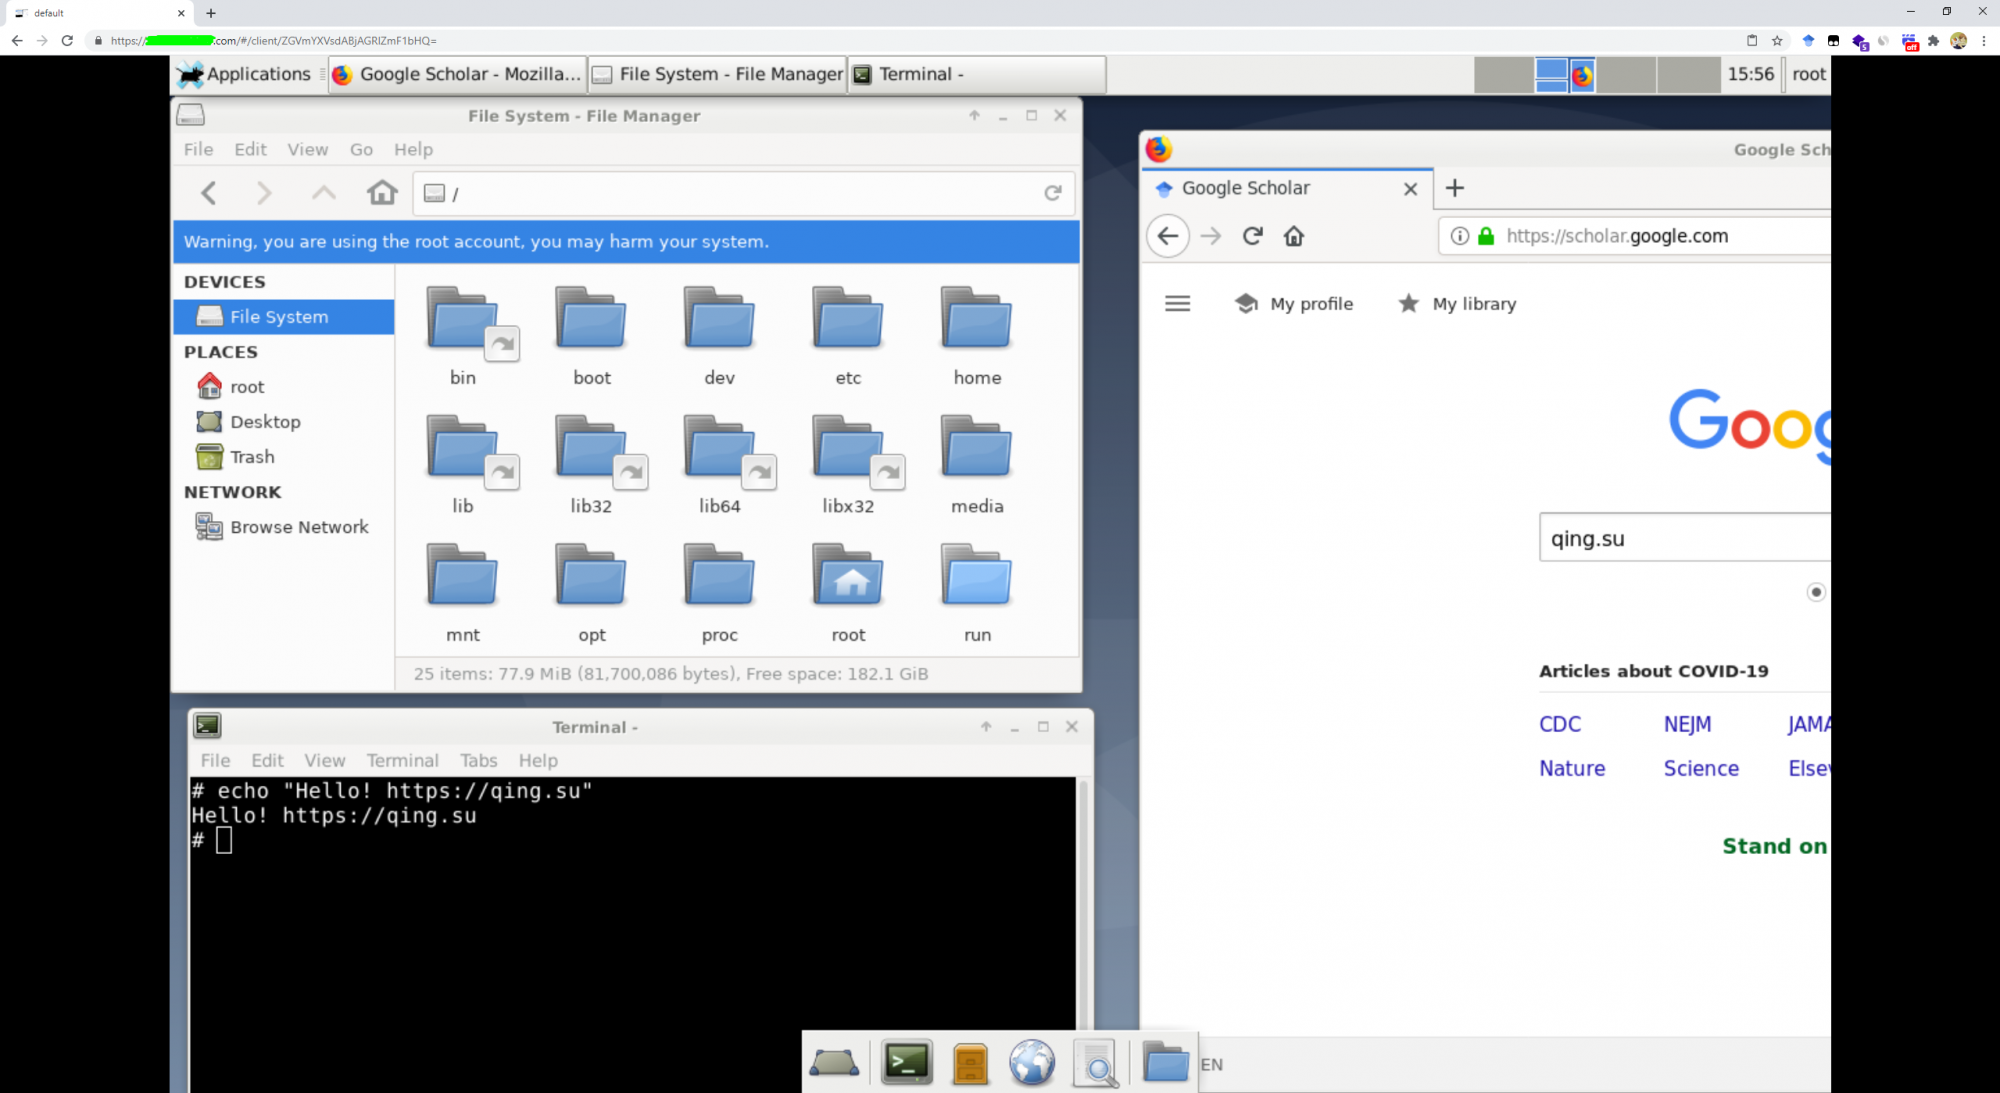 default
https://
.com/#/client/ZGVmYXVsdABjAGRlZmF1bHQ=
5
off
Applications
Google Scholar - Mozilla...
File System - File Manager
Terminal -
15:56
root
File System - File Manager
File Edit View Go Help
/
Warning, you are using the root account, you may harm your system.
DEVICES
File System
PLACES
root
Desktop
Trash
NETWORK
Browse Network
bin boot dev etc home
lib lib32 lib64 libx32 media
mnt opt proc root run
25 items: 77.9 MiB (81,700,086 bytes), Free space: 182.1 GiB
Terminal -
File Edit View Terminal Tabs Help
# echo "Hello! https://qing.su"
Hello! https://qing.su
#
Google Sch
Google Scholar
https://scholar.google.com
My profile
My library
Goog
qing.su
Articles about COVID-19
CDC NEJM JAMA
Nature Science Elsev
Stand on
EN